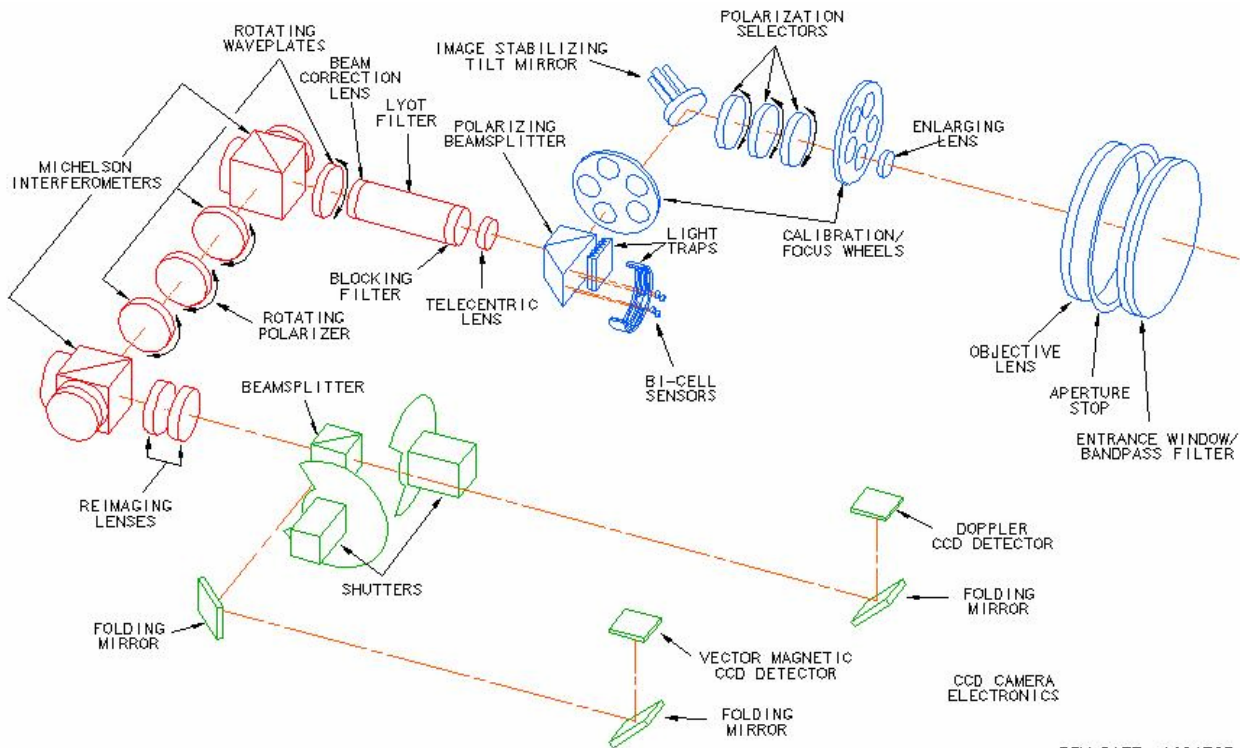 ROTATING
WAVEPLATES
BEAM
CORRECTION
LENS
LYOT
FILTER
IMAGE STABILIZING
TILT MIRROR
POLARIZATION
SELECTORS
POLARIZING
BEAMSPLITTER
ENLARGING
LENS
MICHELSON
INTERFEROMETERS
LIGHT
TRAPS
CALIBRATION/
FOCUS WHEELS
BLOCKING
FILTER
TELECENTRIC
LENS
ROTATING
POLARIZER
BI-CELL
SENSORS
OBJECTIVE
LENS
APERTURE
STOP
ENTRANCE WINDOW/
BANDPASS FILTER
BEAMSPLITTER
REIMAGING
LENSES
SHUTTERS
DOPPLER
CCD DETECTOR
FOLDING
MIRROR
FOLDING
MIRROR
VECTOR MAGNETIC
CCD DETECTOR
FOLDING
MIRROR
CCD CAMERA
ELECTRONICS